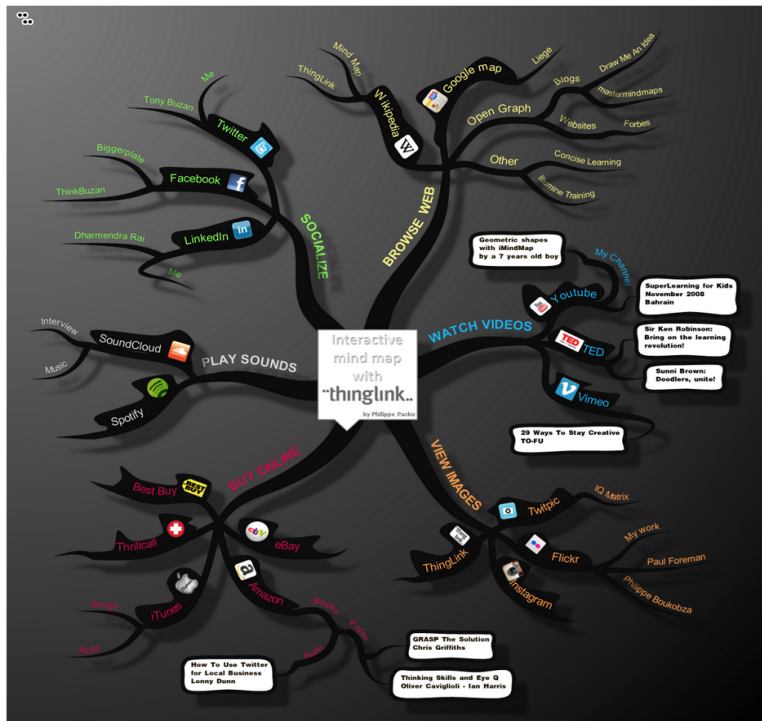 Interactive
mind map
with
¨thinglink..
by Philippe Packu
SOCIALIZE
Twitter
Me
Tony Buzan
Facebook
Biggerplate
ThinkBuzan
LinkedIn
in
Dharmendra Rai
Me
BROWSE WEB
Wikipedia
W
Mind Map
ThingLink
Google map
Liege
Open Graph
Blogs
Draw Me An Idea
mastermindmaps
Websites
Forbes
Other
Concise Learning
Illumine Training
WATCH VIDEOS
Youtube
My Channel
Geometric shapes
with iMindMap
by a 7 years old boy
SuperLearning for Kids
November 2008
Bahrain
TED
TED
Sir Ken Robinson:
Bring on the learning
revolution!
Sunni Brown:
Doodlers, unite!
Vimeo
29 Ways To Stay Creative
TO-FU
VIEW IMAGES
Twitpic
IQ Matrix
Flickr
My work
Paul Foreman
Philippe Boukobza
Instagram
ThingLink
BUY ONLINE
Best Buy
BEST BUY
Thrillcall
iTunes
Songs
Apps
eBay
ebY
Amazon
a
Books
Paper
GRASP The Solution
Chris Griffiths
Thinking Skills and Eye Q
Oliver Caviglioli - Ian Harris
Audio
How To Use Twitter
for Local Business
Lonny Dunn
PLAY SOUNDS
SoundCloud
Interview
Music
Spotify